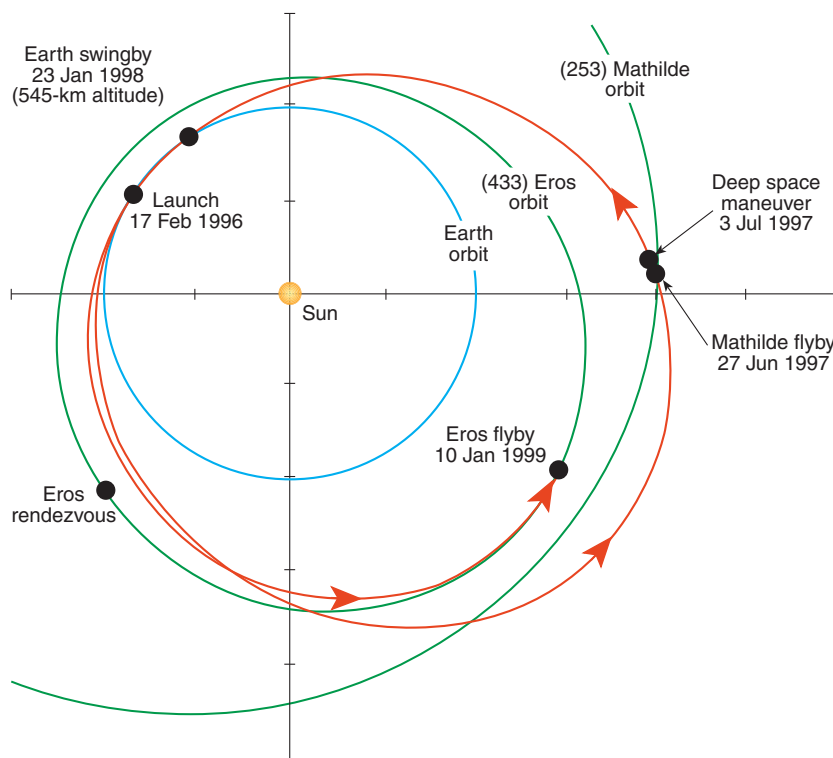 Earth swingby
23 Jan 1998
(545-km altitude)
(253) Mathilde
orbit
Launch
17 Feb 1996
(433) Eros
orbit
Deep space
maneuver
3 Jul 1997
Earth
orbit
Sun
Mathilde flyby
27 Jun 1997
Eros flyby
10 Jan 1999
Eros
rendezvous